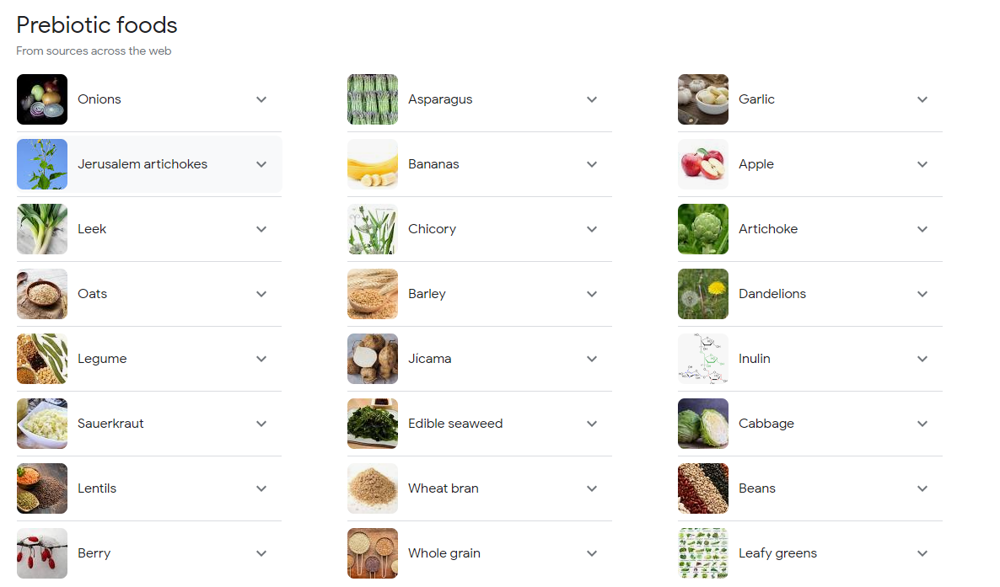 Prebiotic foods
From sources across the web
Onions
Asparagus
Garlic
Jerusalem artichokes
Bananas
Apple
Leek
Chicory
Artichoke
Oats
Barley
Dandelions
Legume
Jícama
Inulin
Sauerkraut
Edible seaweed
Cabbage
Lentils
Wheat bran
Beans
Berry
Whole grain
Leafy greens